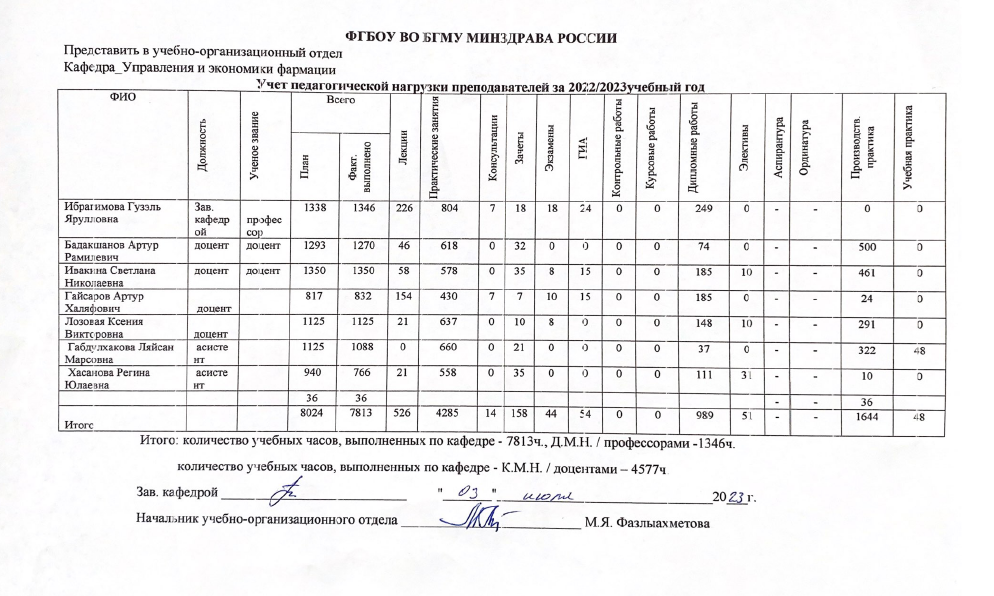 ФГБОУ ВО БГМУ МИНЗДРАВА РОССИИ
Представить в учебно-организационный отдел
Кафедра_Управления и экономики фармации
Учет педагогической нагрузки преподавателей за 2022/2023учебный год
ФИО Должность Ученое звание Всего Лекции Практические занятия Консультации Зачеты Экзамены ГИА Контрольные работы Курсовые работы Дипломные работы Элективы Аспирантура Ординатура Производств. практика Учебная практика
План Факт. выполнено
Ибрагимова Гузэль Зав. 1338 1346 226 804 7 18 18 24 0 0 249 0 - - 0 0
Ярулловна кафедр профес
ой сор
Бадакшанов Артур доцент доцент 1293 1270 46 618 0 32 0 0 0 0 74 0 - - 500 0
Рамилевич
Ивакина Светлана доцент доцент 1350 1350 58 578 0 35 8 15 0 0 185 10 - - 461 0
Николаевна
Гайсаров Артур 817 832 154 430 7 7 10 15 0 0 185 0 - - 24 0
Халяфович доцент
Лозовая Ксения 1125 1125 21 637 0 10 8 0 0 0 148 10 - - 291 0
Викторовна доцент
Габдулхакова Ляйсан асисте 1125 1088 0 660 0 21 0 0 0 0 37 0 - - 322 48
Марсовна нт
Хасанова Регина асисте 940 766 21 558 0 35 0 0 0 0 111 31 - - 10 0
Юлаевна нт
36 36 - - 36
8024 7813 526 4285 14 158 44 54 0 0 989 51 - - 1644 48
Итого
Итого: количество учебных часов, выполненных по кафедре - 7813ч., Д.М.Н. / профессорами -1346ч.
количество учебных часов, выполненных по кафедре - К.М.Н. / доцентами – 4577ч
Зав. кафедрой "03" июля 2023 г.
Начальник учебно-организационного отдела М.Я. Фазлыахметова